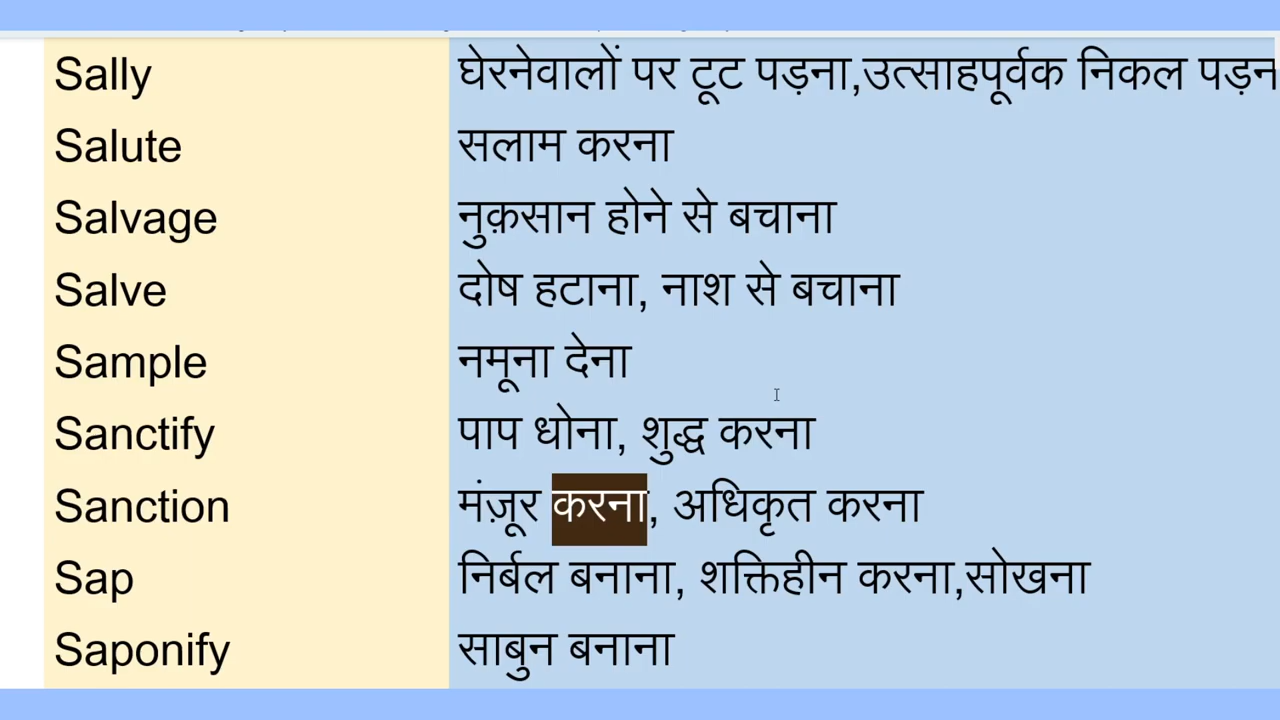 Sally घेरनेवालों पर टूट पड़ना,उत्साहपूर्वक निकल
Salute सलाम करना
Salvage नुक़सान होने से बचाना
Salve दोष हटाना, नाश से बचाना
Sample नमूना देना
Sanctify पाप धोना, शुद्ध करना
Sanction मंज़ूर करना, अधिकृत करना
Sap निर्बल बनाना, शक्तिहीन करना,सोखना
Saponify साबुन बनाना